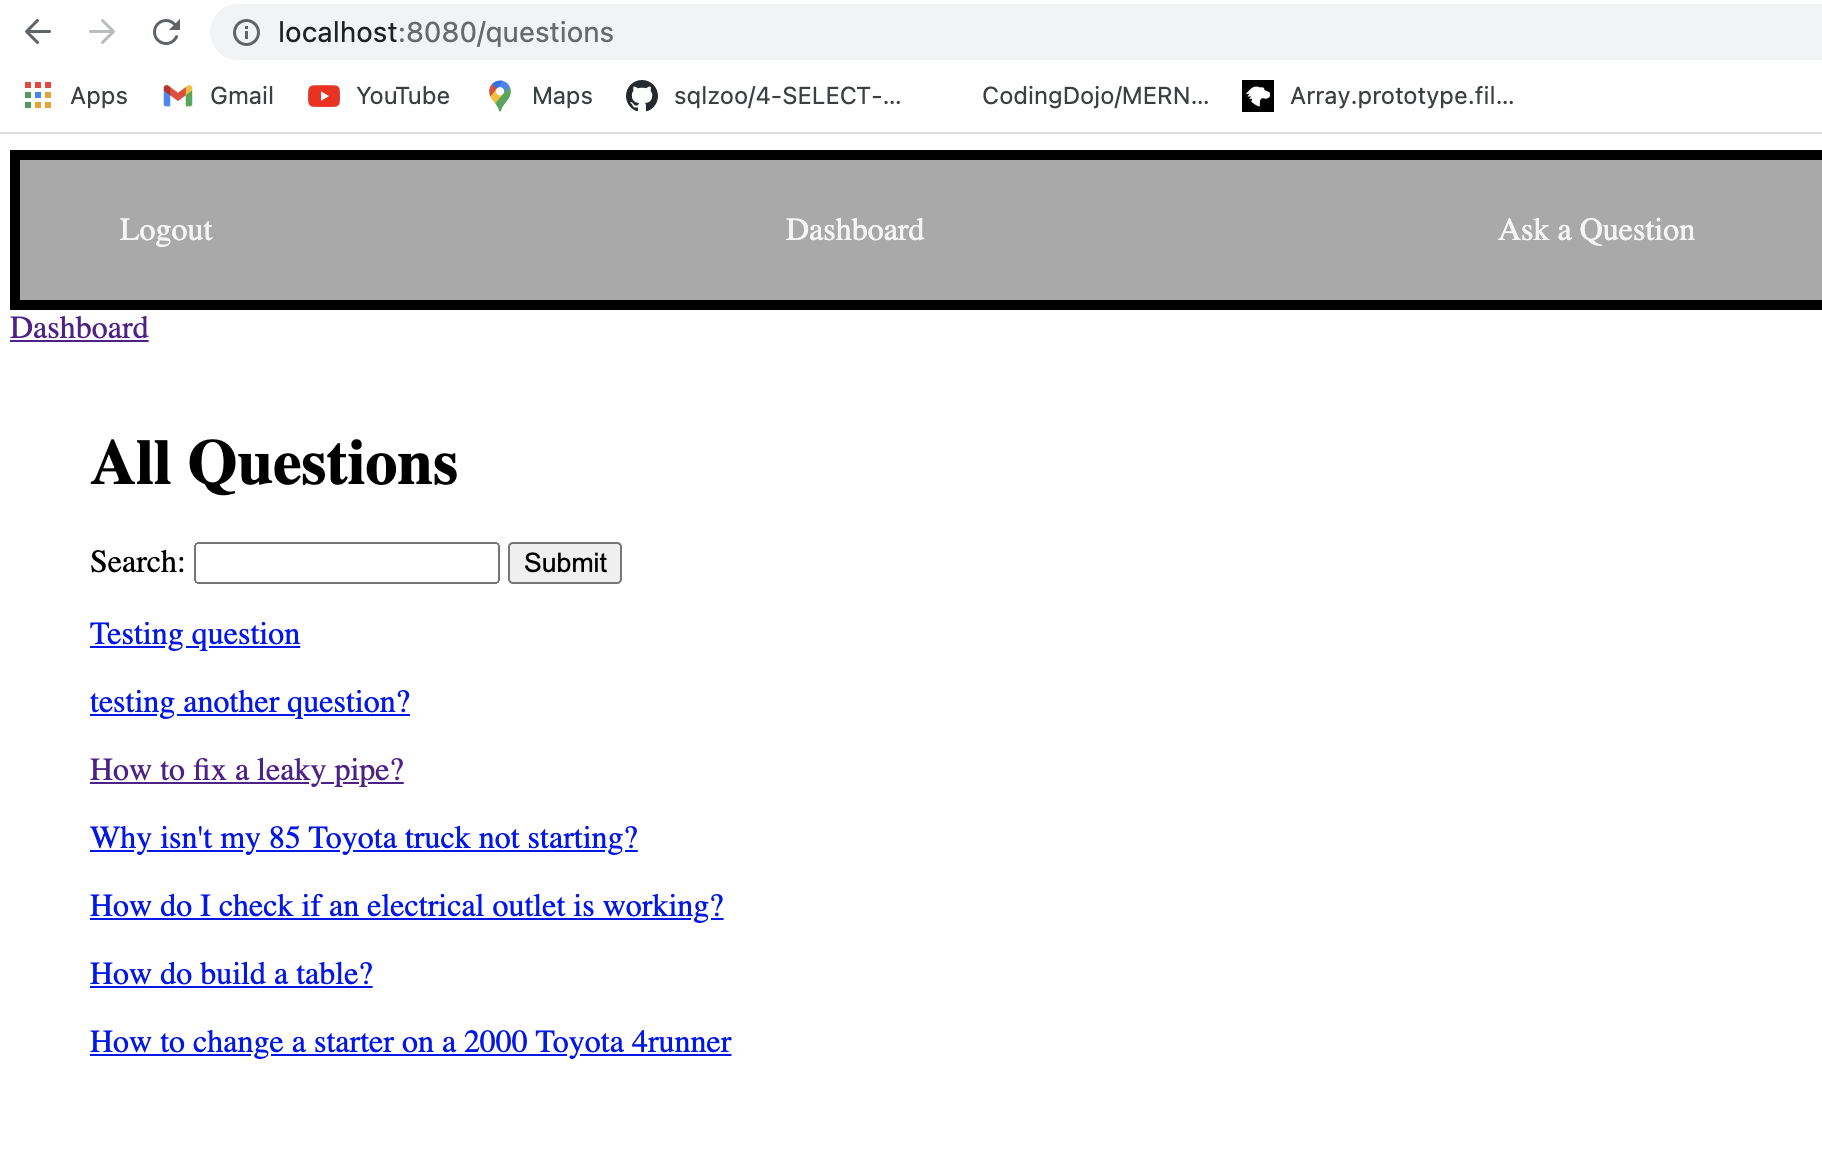 localhost:8080/questions
Apps Gmail YouTube Maps sqlzoo/4-SELECT-... CodingDojo/MERN... Array.prototype.fil...
Logout Dashboard Ask a Question
Dashboard
All Questions
Search: Submit
Testing question
testing another question?
How to fix a leaky pipe?
Why isn't my 85 Toyota truck not starting?
How do I check if an electrical outlet is working?
How do build a table?
How to change a starter on a 2000 Toyota 4runner